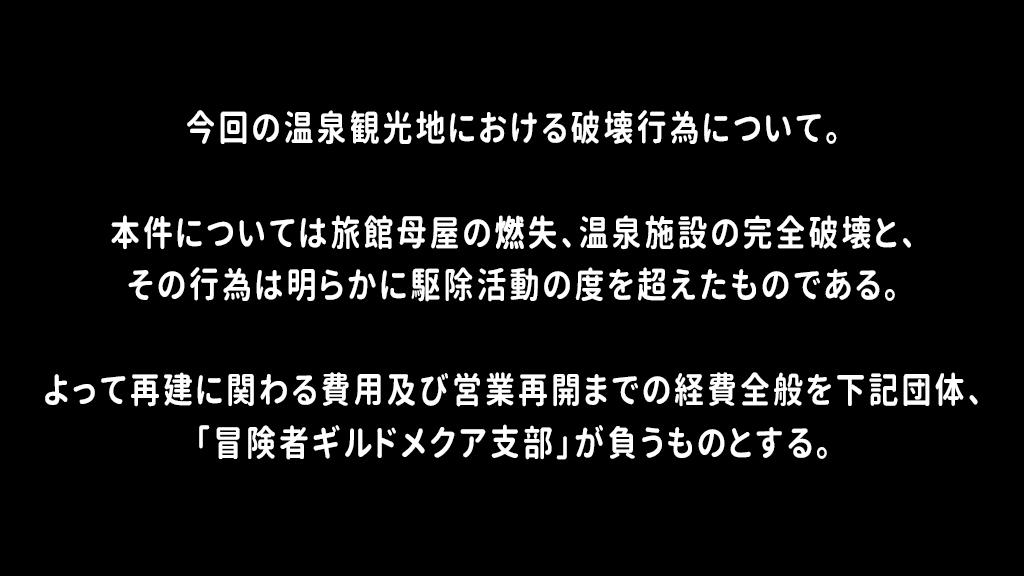 今回の温泉観光地における破壊行為について。
本件については旅館母屋の燃失、温泉施設の完全破壊と、
その行為は明らかに駆除活動の度を超えたものである。
よって再建に関わる費用及び営業再開までの経費全般を下記団体、
「冒険者ギルドメクア支部」が負うものとする。